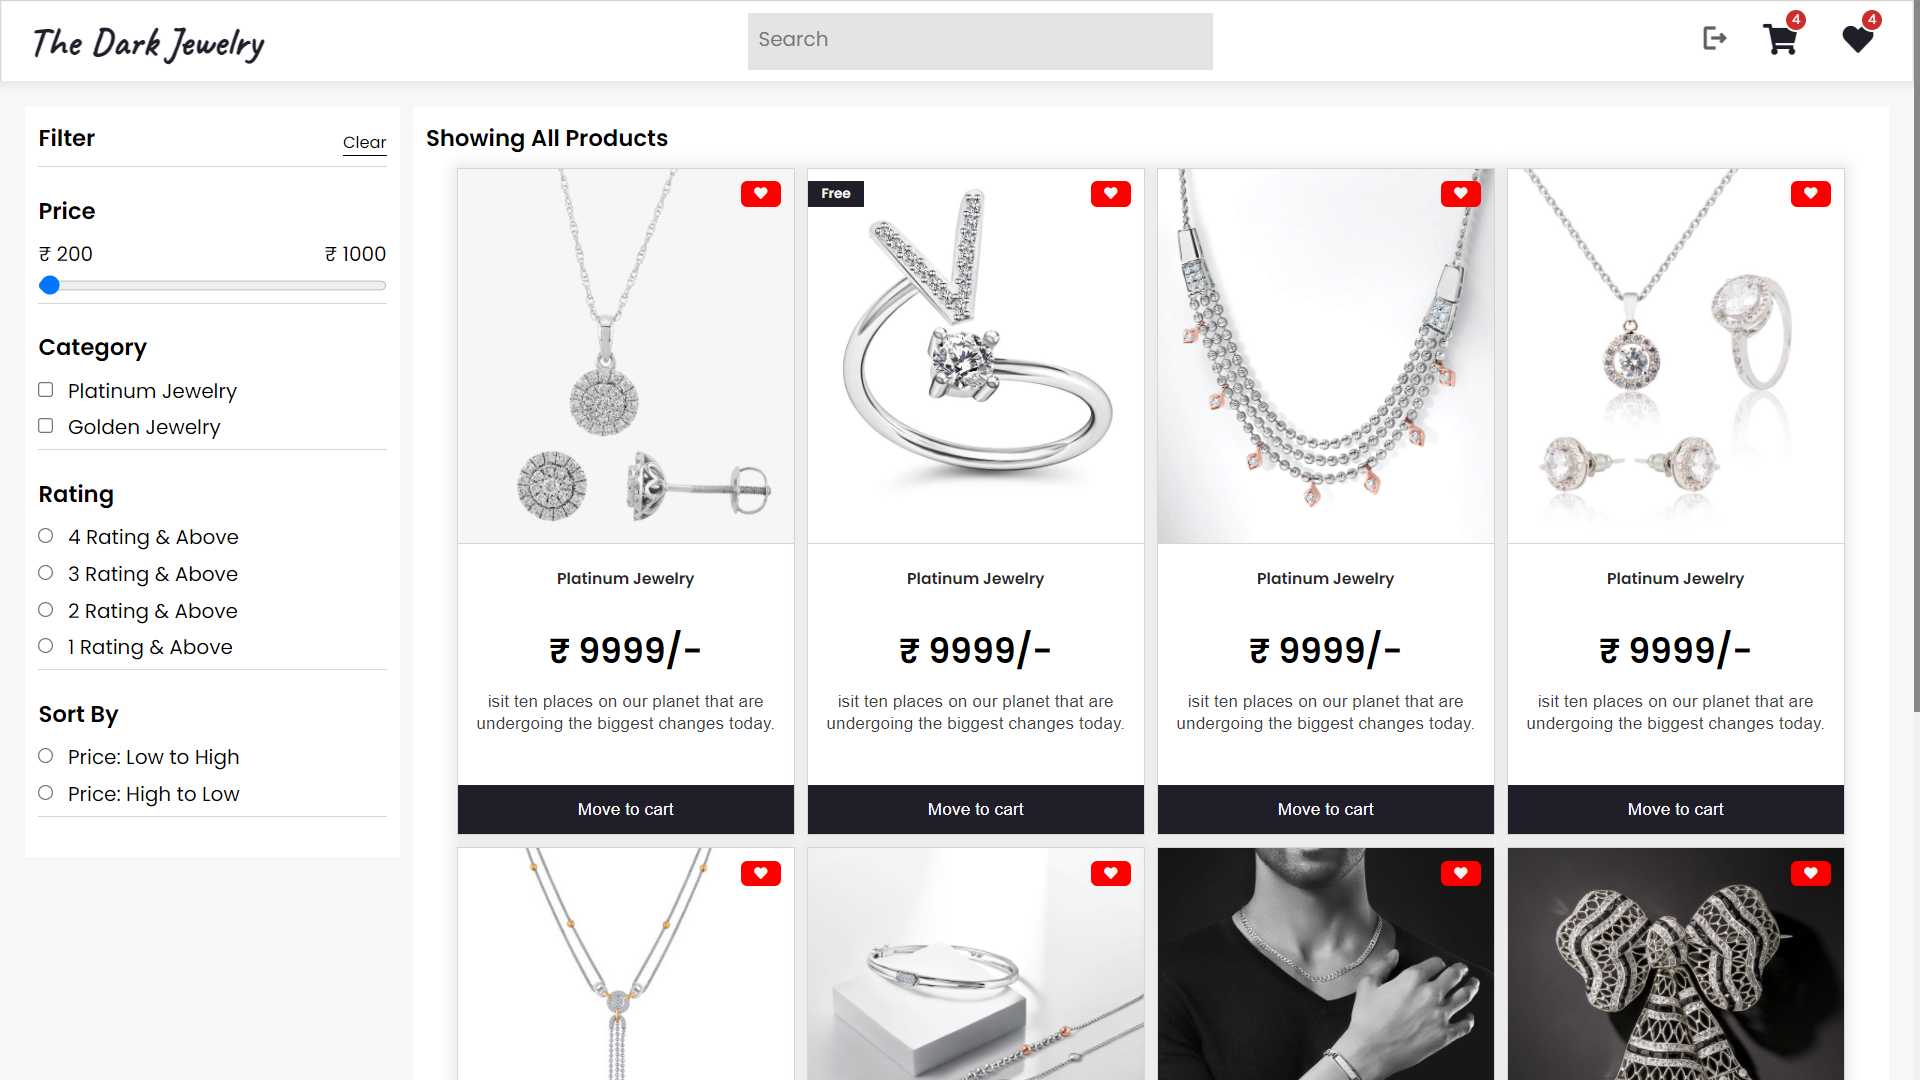 The Dark Jewelry
Search
4
4
Filter
Clear
Price
₹ 200
₹ 1000
Category
Platinum Jewelry
Golden Jewelry
Rating
4 Rating & Above
3 Rating & Above
2 Rating & Above
1 Rating & Above
Sort By
Price: Low to High
Price: High to Low
Showing All Products
Platinum Jewelry
₹ 9999/-
isit ten places on our planet that are
undergoing the biggest changes today.
Move to cart
Free
Platinum Jewelry
₹ 9999/-
isit ten places on our planet that are
undergoing the biggest changes today.
Move to cart
Platinum Jewelry
₹ 9999/-
isit ten places on our planet that are
undergoing the biggest changes today.
Move to cart
Platinum Jewelry
₹ 9999/-
isit ten places on our planet that are
undergoing the biggest changes today.
Move to cart